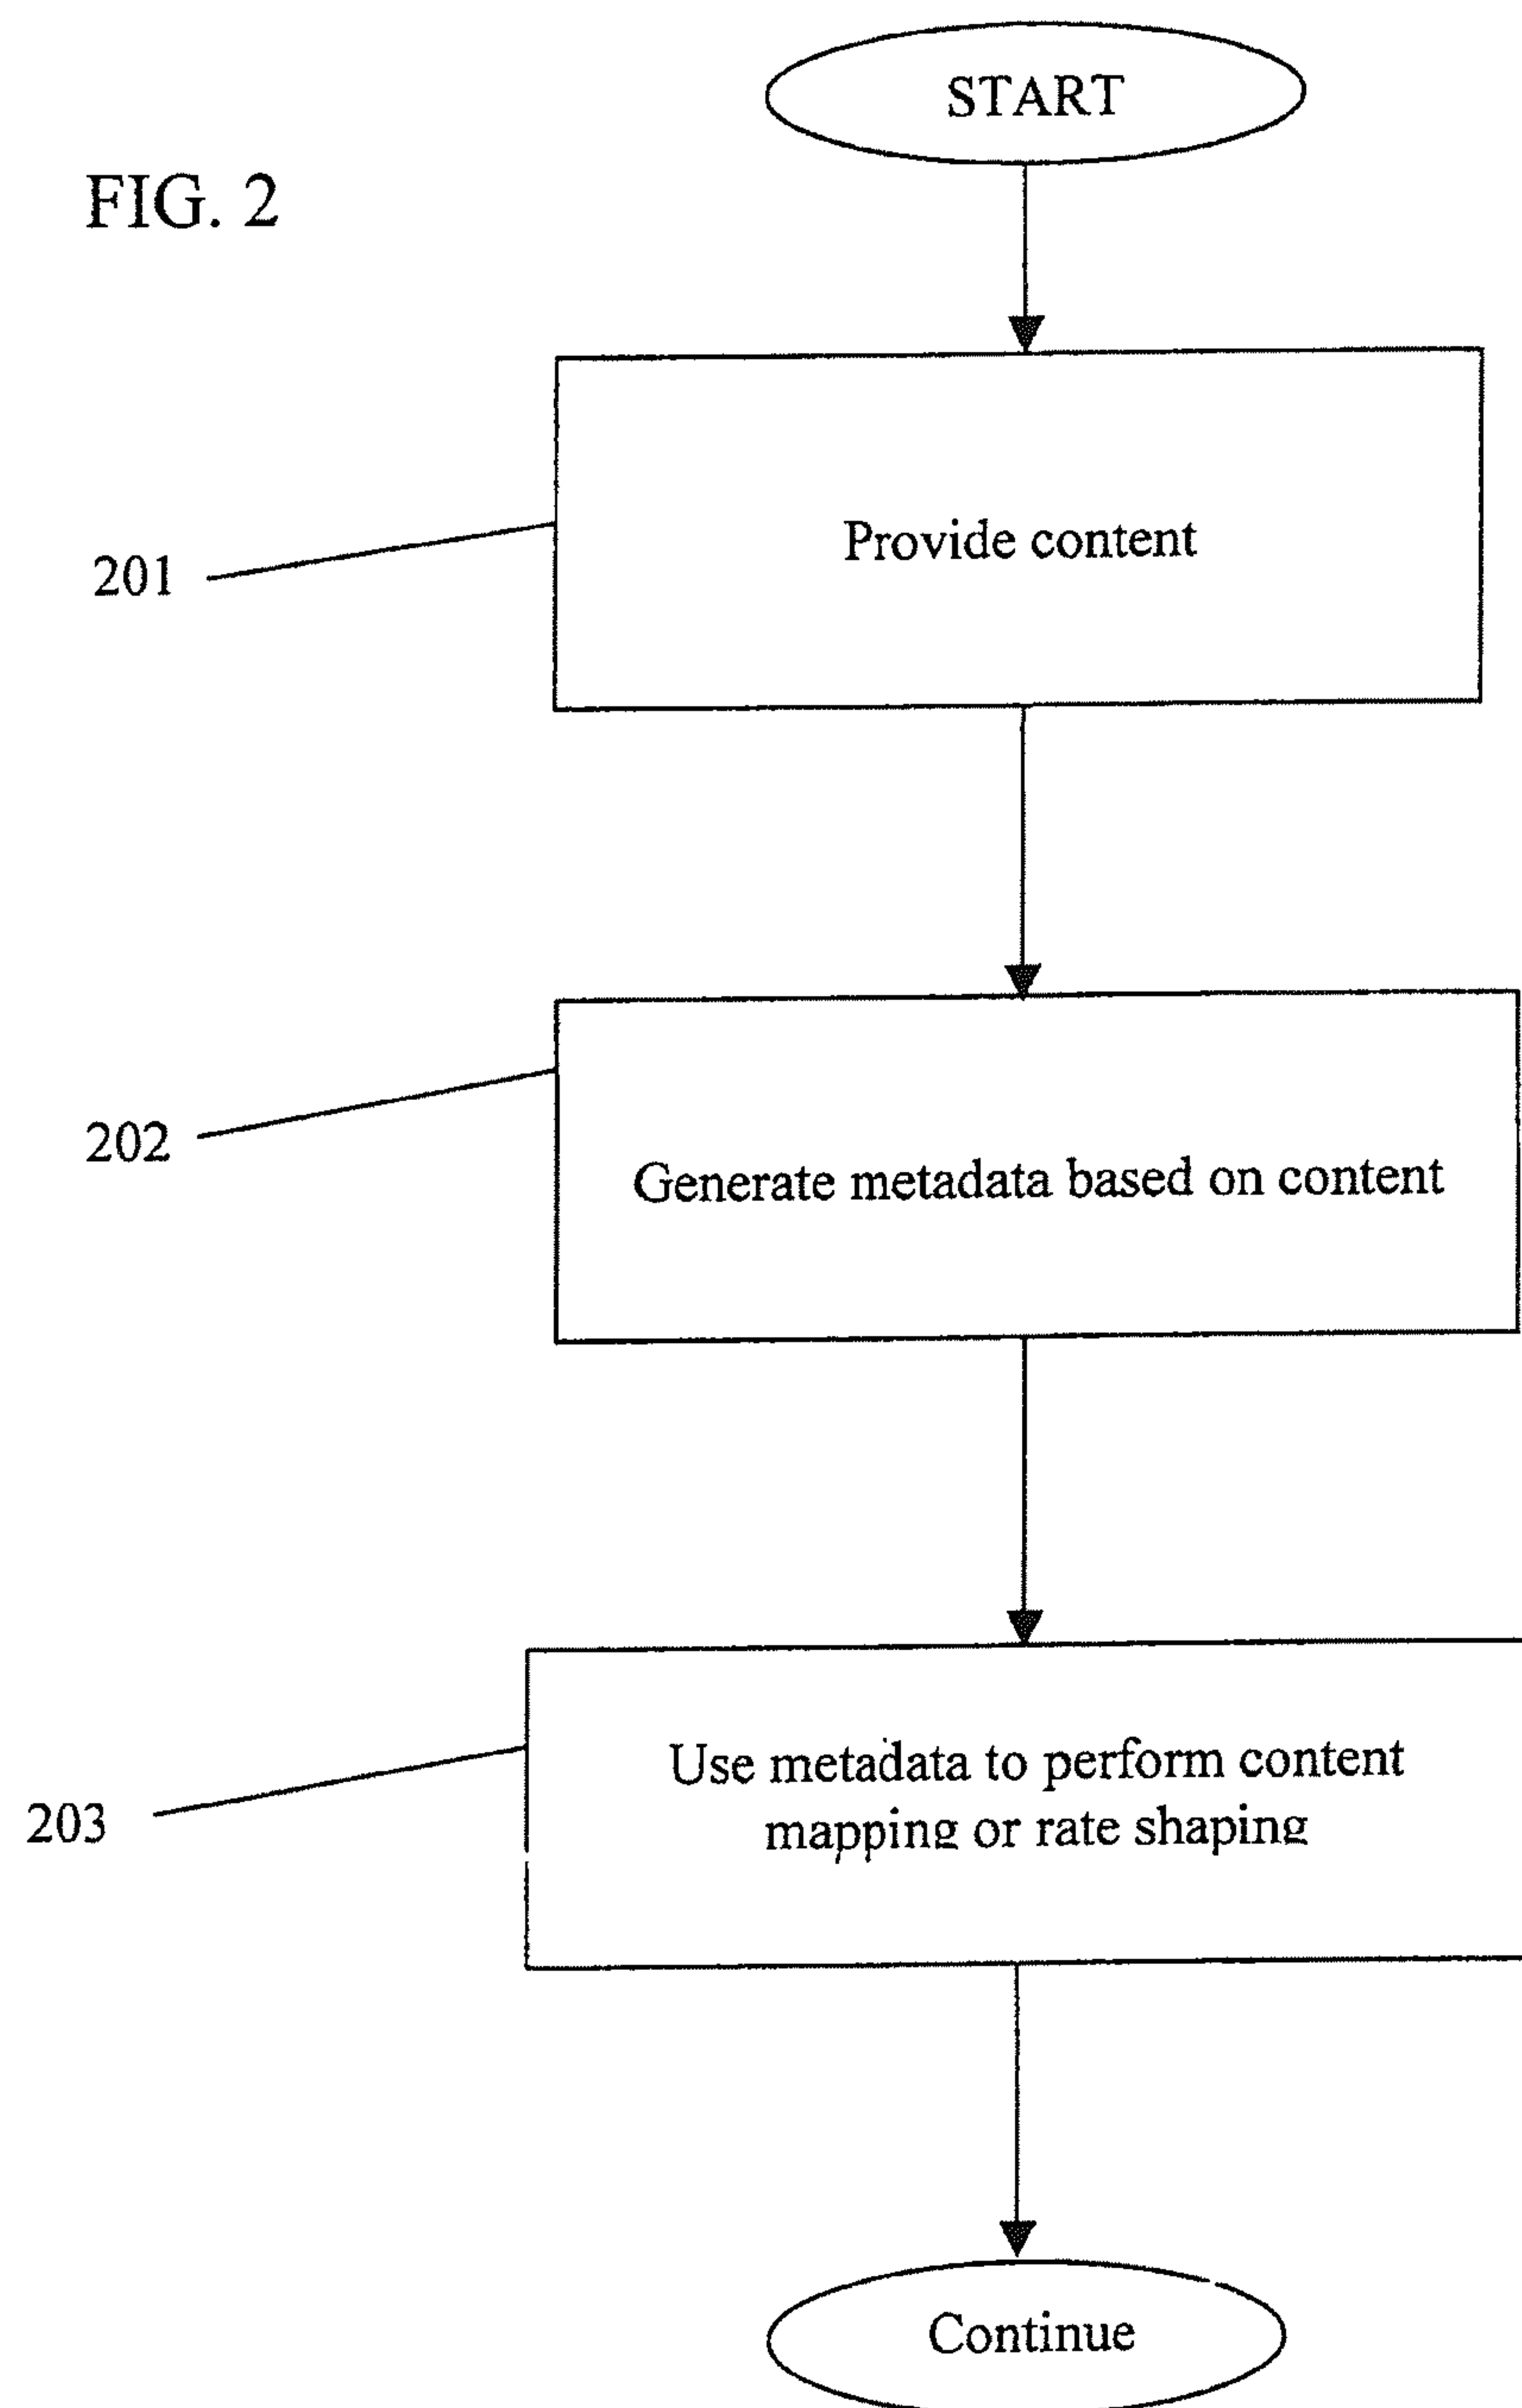 START
FIG. 2
Provide content
201
202
Generate metadata based on content
Use metadata to perform content
mapping or rate shaping
203
Continue